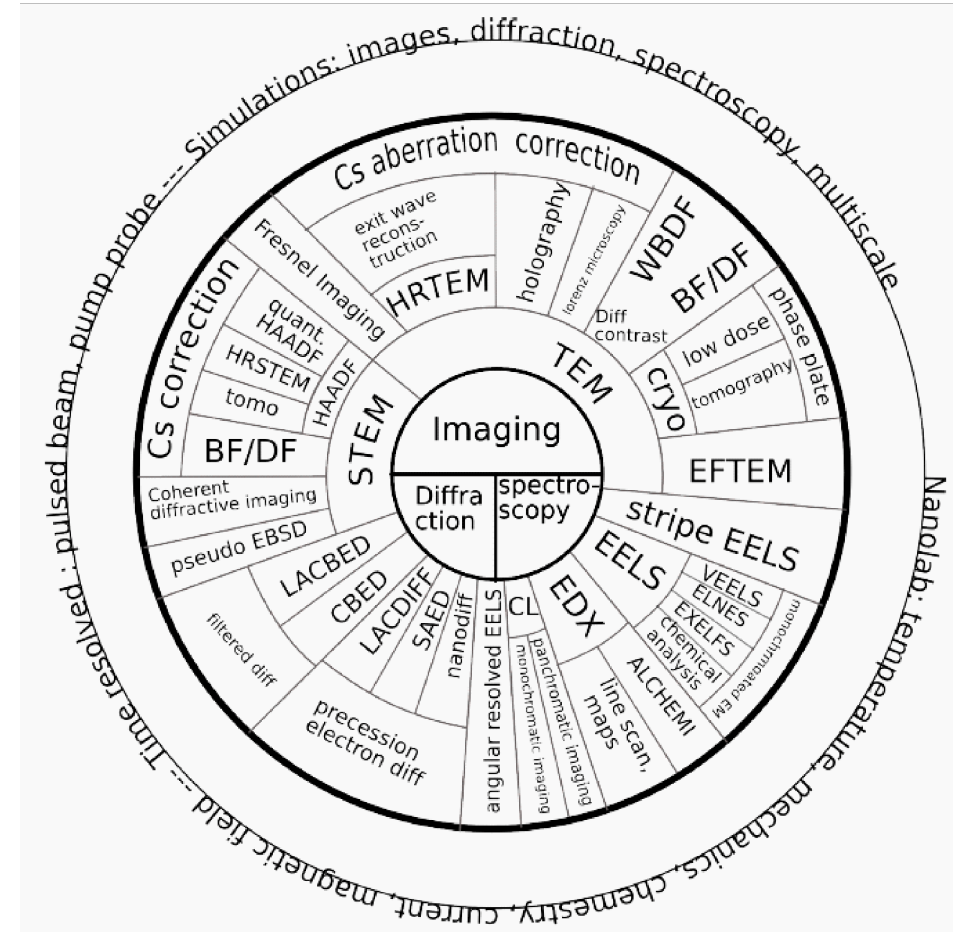 Time resolved : pulsed beam, pump probe --- Simulations: images, diffraction, spectroscopy, multiscale
Nanolab: temperature, mechanics, chemestry, current, magnetic field ---
Cs aberration correction
exit wave
recons-
truction
HRTEM
holography
lorenz microscopy
WBDF
BF/DF
Diff
contrast
phase plate
low dose
tomography
cryo
TEM
EFTEM
Fresnel Imaging
Cs correction
quant.
HAADF
HRSTEM
tomo
HAADF
BF/DF
STEM
Coherent
diffractive imaging
pseudo EBSD
Imaging
Diffra
ction
spectro-
scopy
stripe EELS
EELS
VEELS
ELNES
EXELFS
chemical
analysis
monochrmoated EM
EDX
ALCHEMI
line scan,
maps
CL
panchromatic imaging
monochromatic imaging
angular resolved EELS
LACBED
CBED
LACDIFF
SAED
nanodiff
filtered diff
precession
electron diff